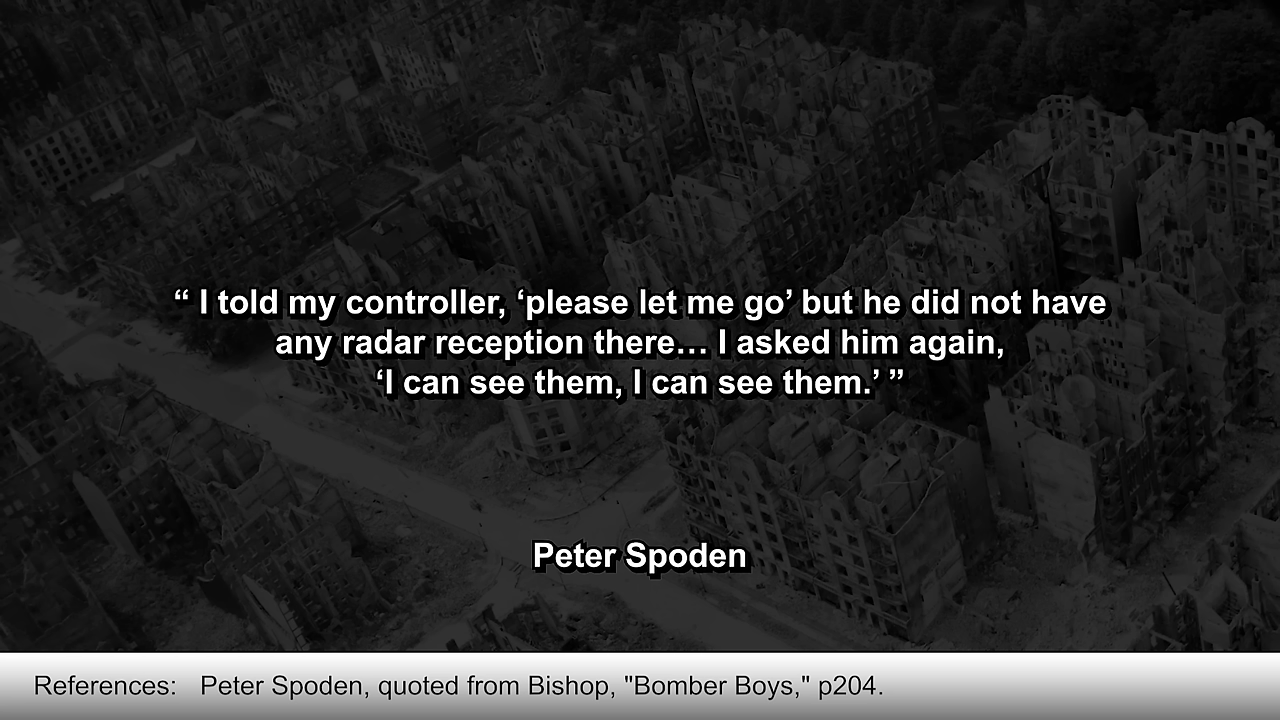 “ I told my controller, ‘please let me go’ but he did not have
any radar reception there… I asked him again,
‘I can see them, I can see them.’ ”
Peter Spoden
References: Peter Spoden, quoted from Bishop, "Bomber Boys," p204.